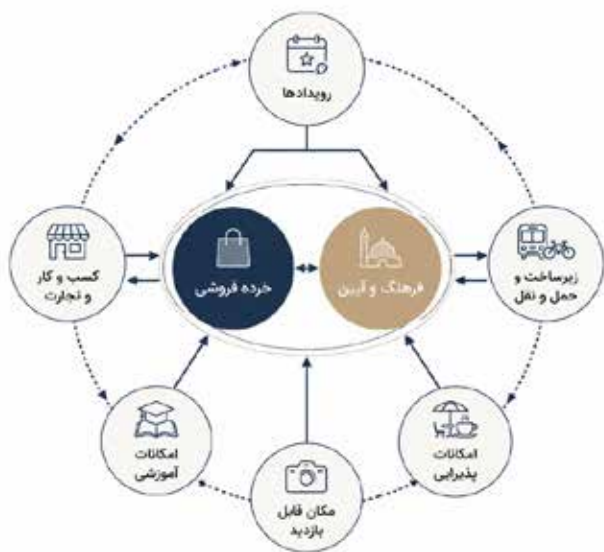 رویدادها
کسب و کار
و تجارت
خرده فروشی
فرهنگ و آیین
زیرساخت و
حمل و نقل
امکانات
آموزشی
مکان قابل
بازدید
امکانات
پذیرایی